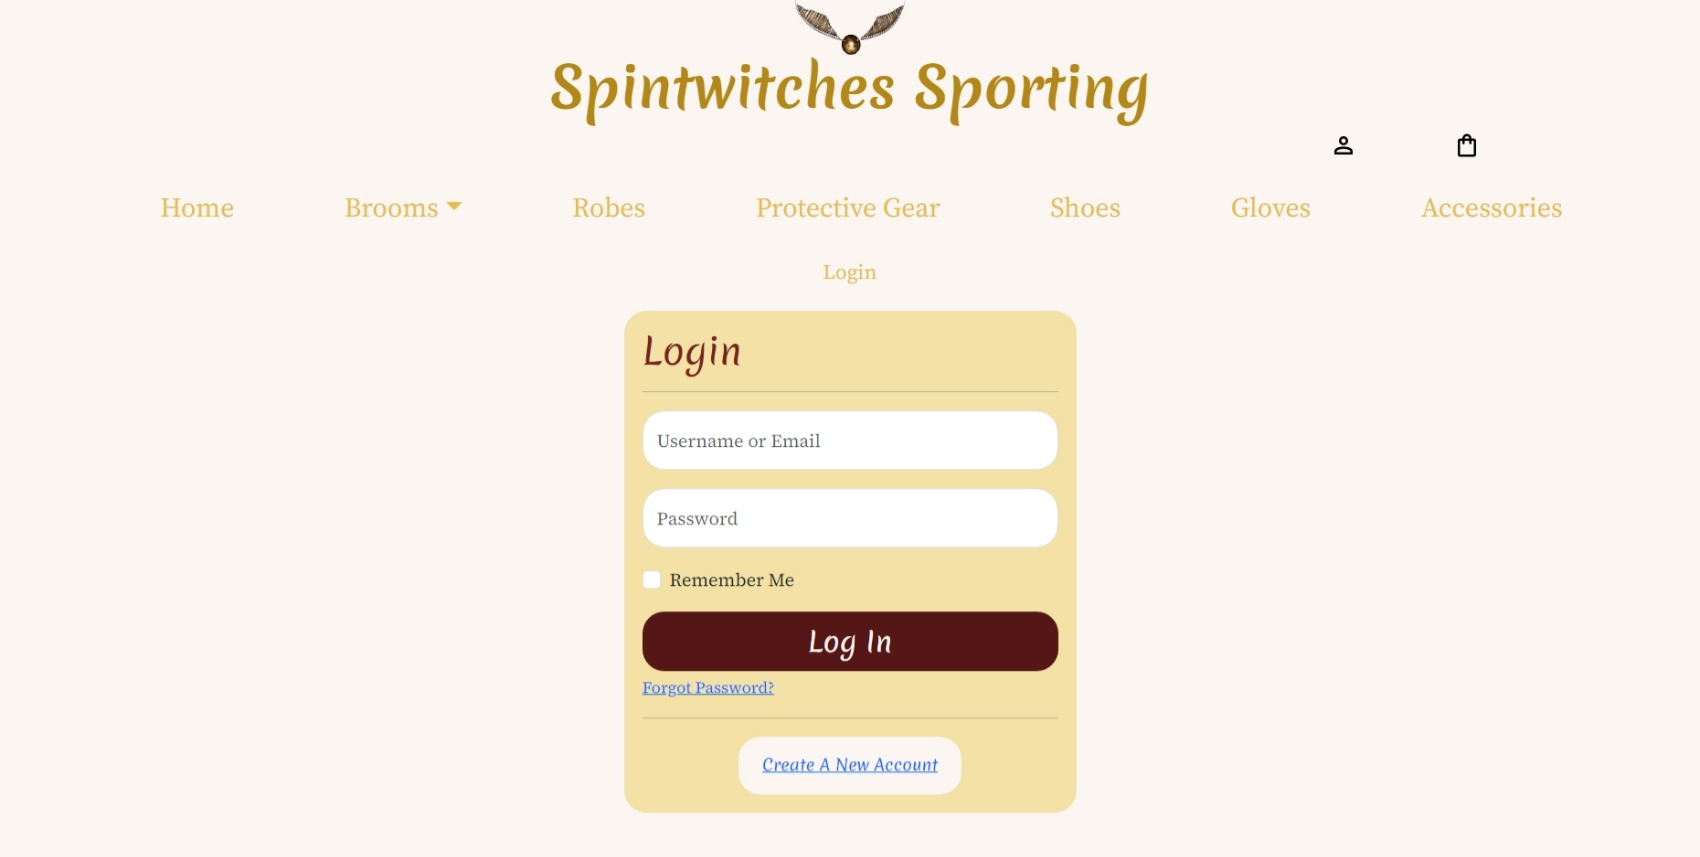 Spintwitches Sporting
Home Brooms Robes Protective Gear Shoes Gloves Accessories
Login
Login
Username or Email
Password
Remember Me
Log In
Forgot Password?
Create A New Account